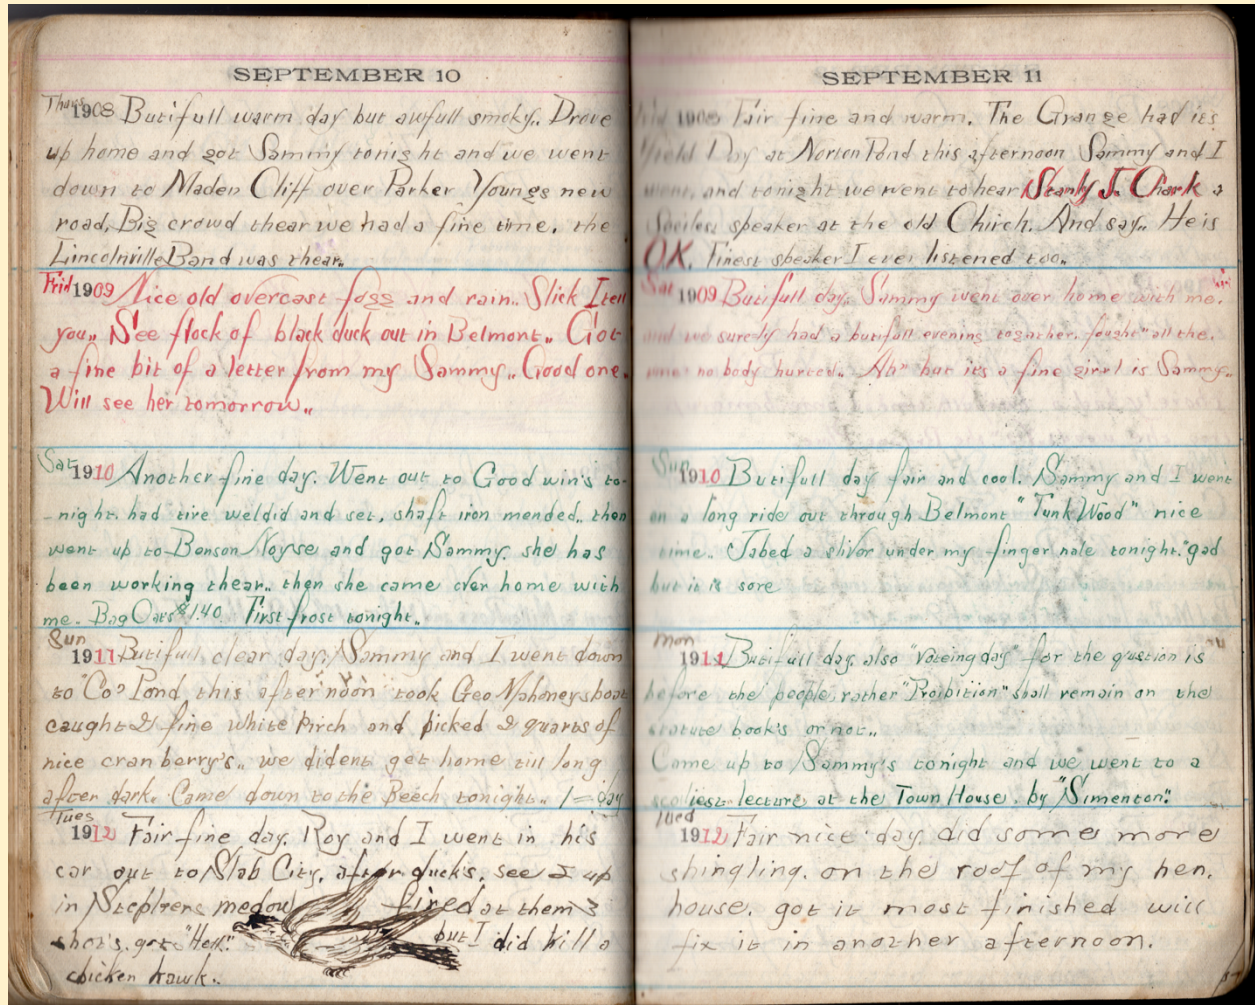 SEPTEMBER 10
Thurs 1908 Butifull warm day but awfull smoky.. Drove
up home and got Sammy tonight and we went
down to Maden Cliff over Parker Youngs new
road, Big crowd thear we had a fine time. the
Lincolnville Band was thear..
Frid 1909 Nice old overcast fogg and rain.. Slick I tell
you.. See flock of black duck out in Belmont.. Got
a fine bit of a letter from my Sammy.. Good one.
Will see her tomorrow..
Sat 1910 Another fine day. Went out to Good win's to-
-night. had tire weldid and set, shaft iron mended.. then
went up to Benson Noyse and got Sammy. she has
been working thear.. then she came over home with
me. Bag Oats $1.40 First frost tonight..
Sun 1911 Butifull clear day. Sammy and I went down
to "Co" Pond this afternoon took Geo Mahoneys boat
caught 2 fine white Pirch and picked 2 quarts of
nice cranberry's.. we dident get home till long
after dark. Came down to the Beech tonight.. 1 = day
Tues 1912 Fair fine day. Roy and I went in his
car out to Slab City. after duck's. see I up
in Stephens medow fired at them 3
shot's. got "Hell". but I did kill a
chicken hawk..
SEPTEMBER 11
Frid 1908 Fair fine and warm. The Grange had its
Field Day at Norton Pond this afternoon Sammy and I
went, and tonight we went to hear Stanly J. Clark a
speaker at the old Chirch. And say.. He is
O.K. Finest speaker I ever listened too..
Sat 1909 Butifull day. Sammy went over home with me.
and we surely had a butifull evening togather. fought" all the.
no body hurted.. Ah" but it's a fine girrl is Sammy..
Sun 1910 Butifull day fair and cool. Sammy and I went
on a long ride out through Belmont "Tunk Wood" nice
time.. Jabed a slivor under my finger nale tonight. "gad
but it is sore
Mon 1911 Butifull day. also "Voteing day" for the qustion is
before the people, rather "Proibition" shall remain on the
statute book's or not..
Come up to Sammy's tonight and we went to a
lecture at the Town House. by "Simenton".
Wed 1912 Fair nice day. did some more
shingling. on the roof of my hen.
house. got it most finished will
fix it in another afternoon.